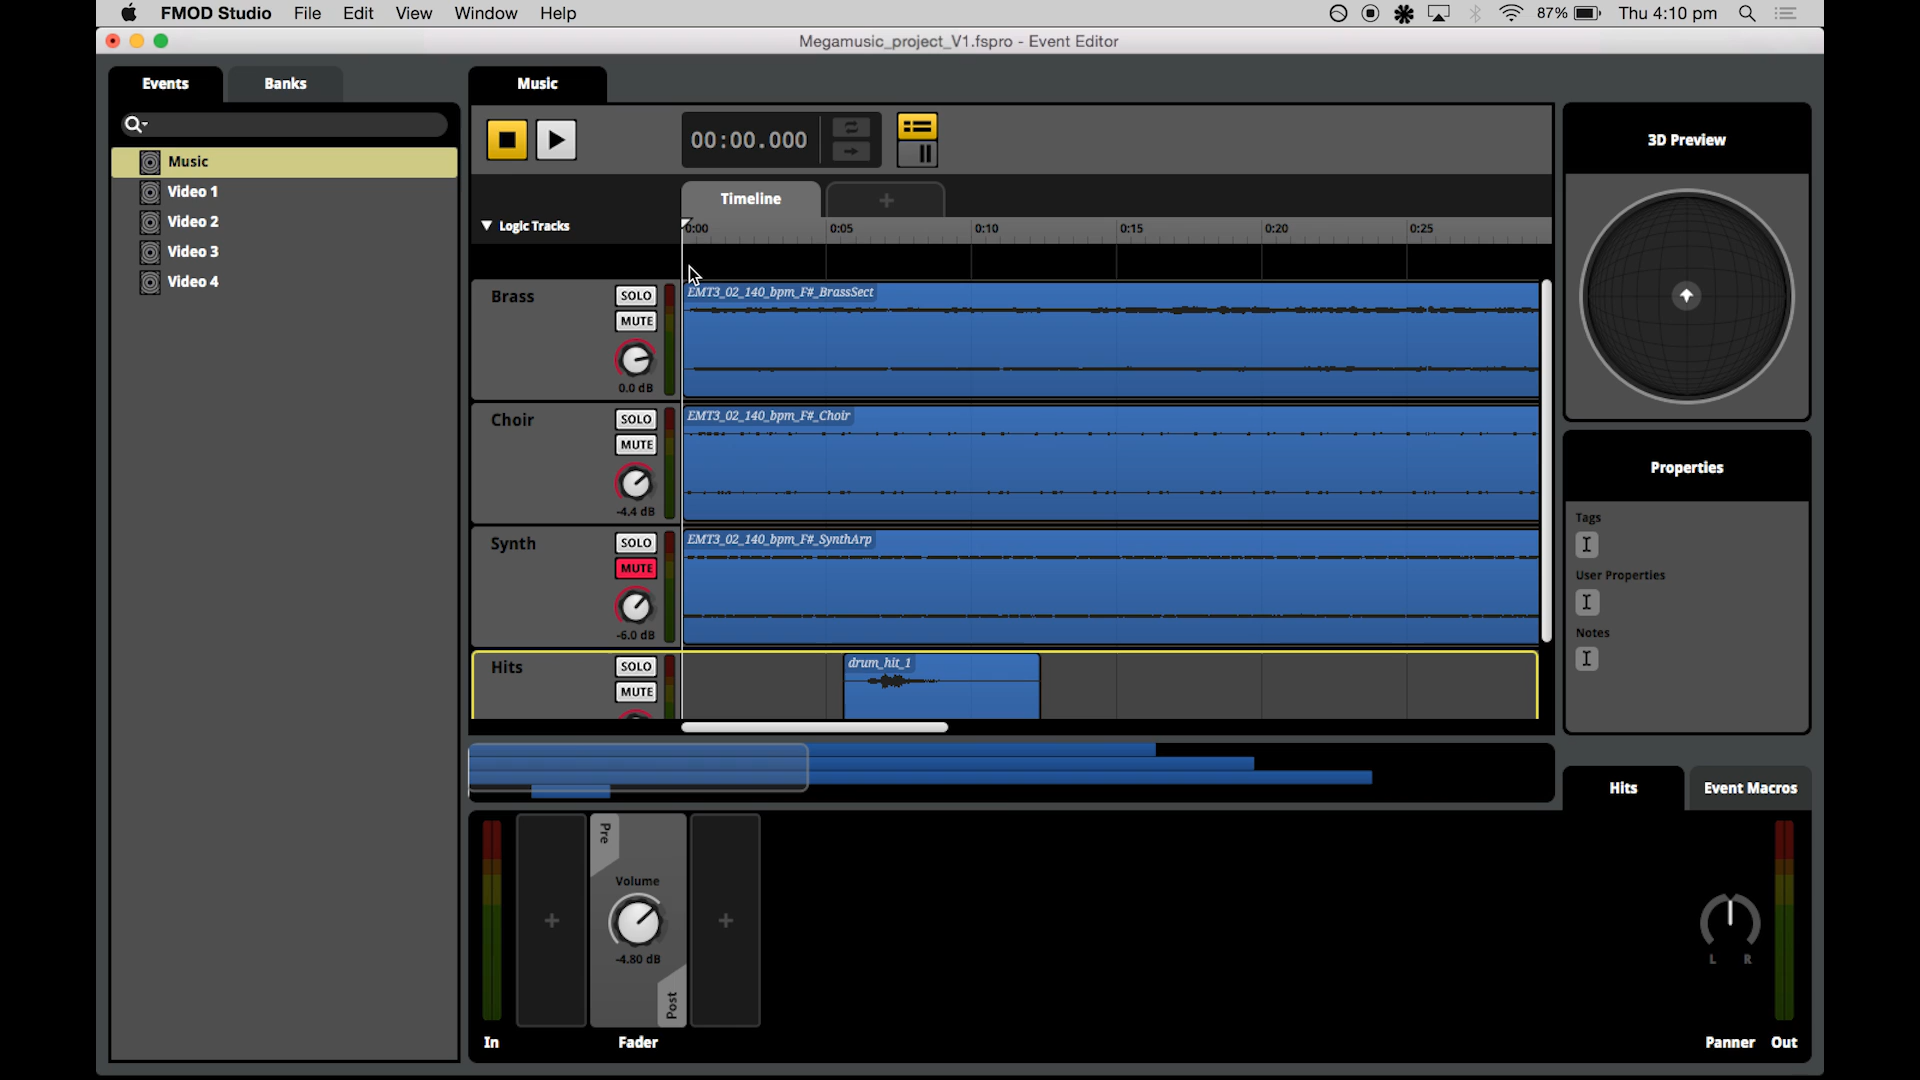 FMOD Studio File Edit View Window Help 87% Thu 4:10 pm
Megamusic_project_V1.fspro - Event Editor
Events Banks
Music
Video 1
Video 2
Video 3
Video 4
Music
00:00.000
Timeline +
Logic Tracks
0:00 0:05 0:10 0:15 0:20 0:25
Brass SOLO MUTE 0.0 dB
EMT3_02_140_bpm_F#_BrassSect
Choir SOLO MUTE -4.4 dB
EMT3_02_140_bpm_F#_Choir
Synth SOLO MUTE -6.0 dB
EMT3_02_140_bpm_F#_SynthArp
Hits SOLO MUTE
drum_hit_1
3D Preview
Properties
Tags
User Properties
Notes
Hits Event Macros
Pre
Volume
-4.80 dB
Post
In Fader
L R
Panner Out